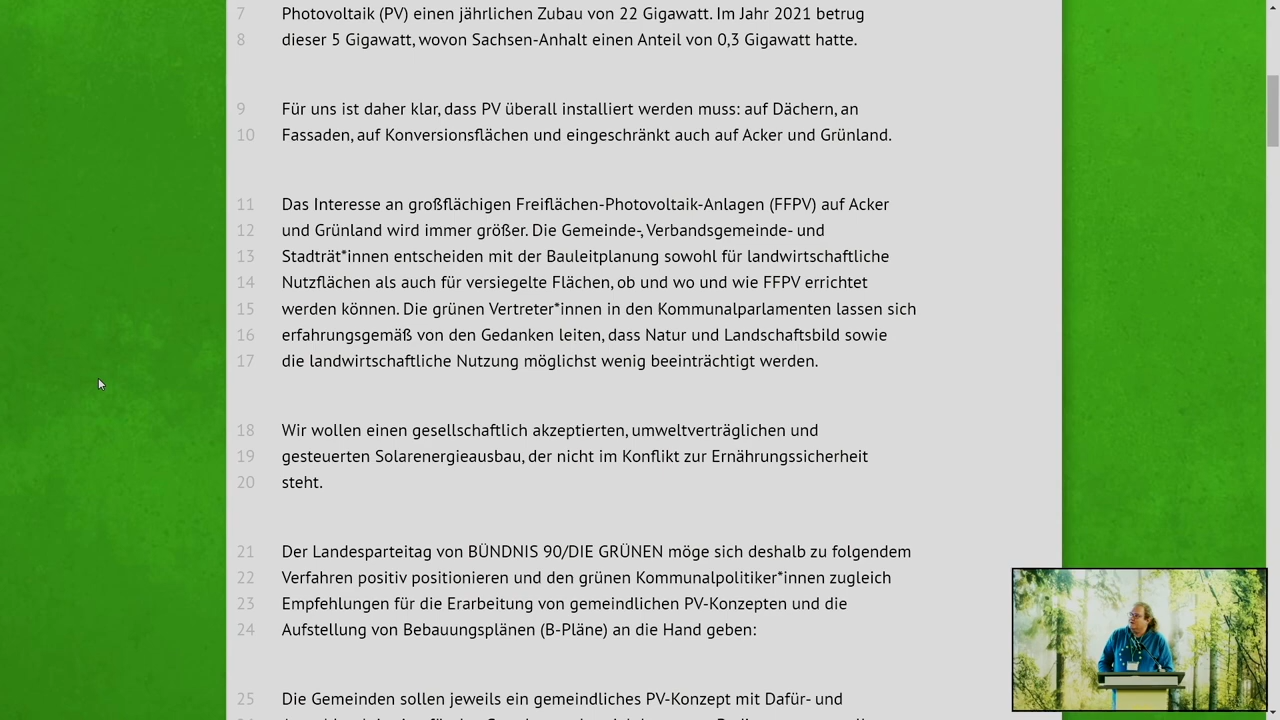 7 Photovoltaik (PV) einen jährlichen Zubau von 22 Gigawatt. Im Jahr 2021 betrug
8 dieser 5 Gigawatt, wovon Sachsen-Anhalt einen Anteil von 0,3 Gigawatt hatte.
9 Für uns ist daher klar, dass PV überall installiert werden muss: auf Dächern, an
10 Fassaden, auf Konversionsflächen und eingeschränkt auch auf Acker und Grünland.
11 Das Interesse an großflächigen Freiflächen-Photovoltaik-Anlagen (FFPV) auf Acker
12 und Grünland wird immer größer. Die Gemeinde-, Verbandsgemeinde- und
13 Stadträt*innen entscheiden mit der Bauleitplanung sowohl für landwirtschaftliche
14 Nutzflächen als auch für versiegelte Flächen, ob und wo und wie FFPV errichtet
15 werden können. Die grünen Vertreter*innen in den Kommunalparlamenten lassen sich
16 erfahrungsgemäß von den Gedanken leiten, dass Natur und Landschaftsbild sowie
17 die landwirtschaftliche Nutzung möglichst wenig beeinträchtigt werden.
18 Wir wollen einen gesellschaftlich akzeptierten, umweltverträglichen und
19 gesteuerten Solarenergieausbau, der nicht im Konflikt zur Ernährungssicherheit
20 steht.
21 Der Landesparteitag von BÜNDNIS 90/DIE GRÜNEN möge sich deshalb zu folgendem
22 Verfahren positiv positionieren und den grünen Kommunalpolitiker*innen zugleich
23 Empfehlungen für die Erarbeitung von gemeindlichen PV-Konzepten und die
24 Aufstellung von Bebauungsplänen (B-Pläne) an die Hand geben:
25 Die Gemeinden sollen jeweils ein gemeindliches PV-Konzept mit Dafür- und